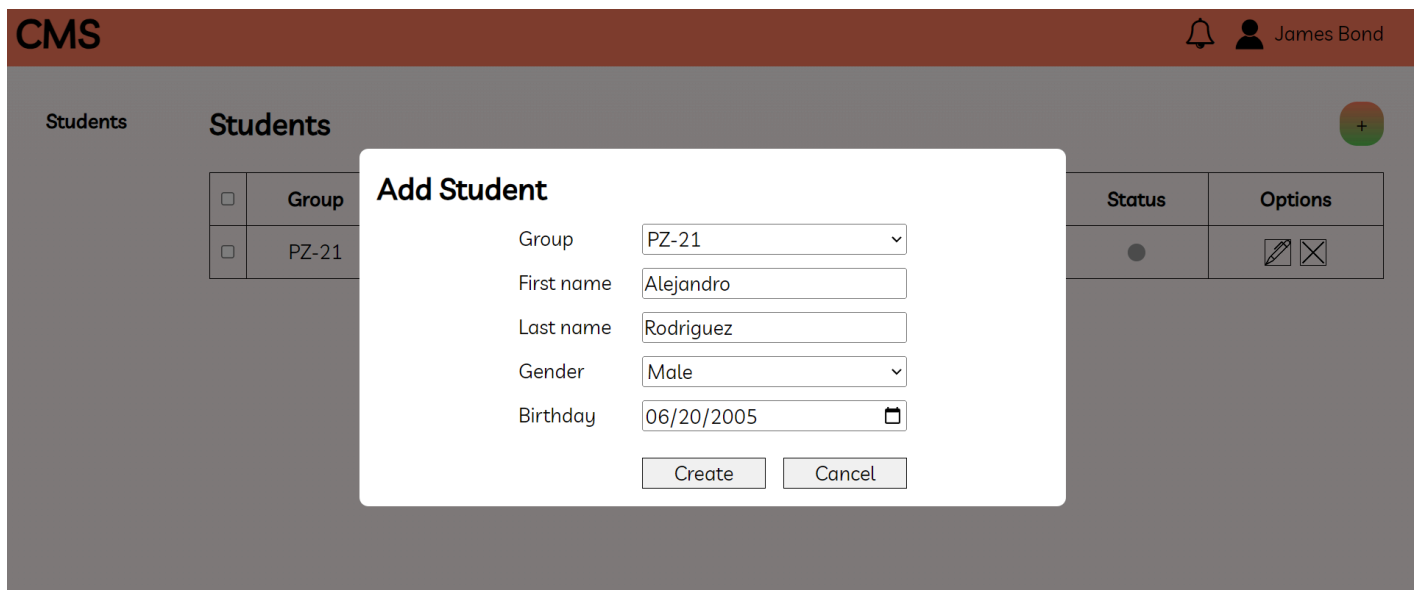 CMS
James Bond
Students
Students
+
Group
Status
Options
PZ-21
Add Student
Group
PZ-21
First name
Alejandro
Last name
Rodriguez
Gender
Male
Birthday
06/20/2005
Create
Cancel